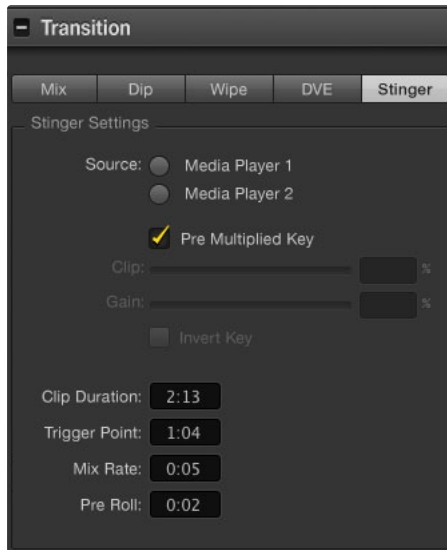 Transition
Mix Dip Wipe DVE Stinger
Stinger Settings
Source: Media Player 1
Media Player 2
Pre Multiplied Key
Clip: %
Gain: %
Invert Key
Clip Duration: 2:13
Trigger Point: 1:04
Mix Rate: 0:05
Pre Roll: 0:02